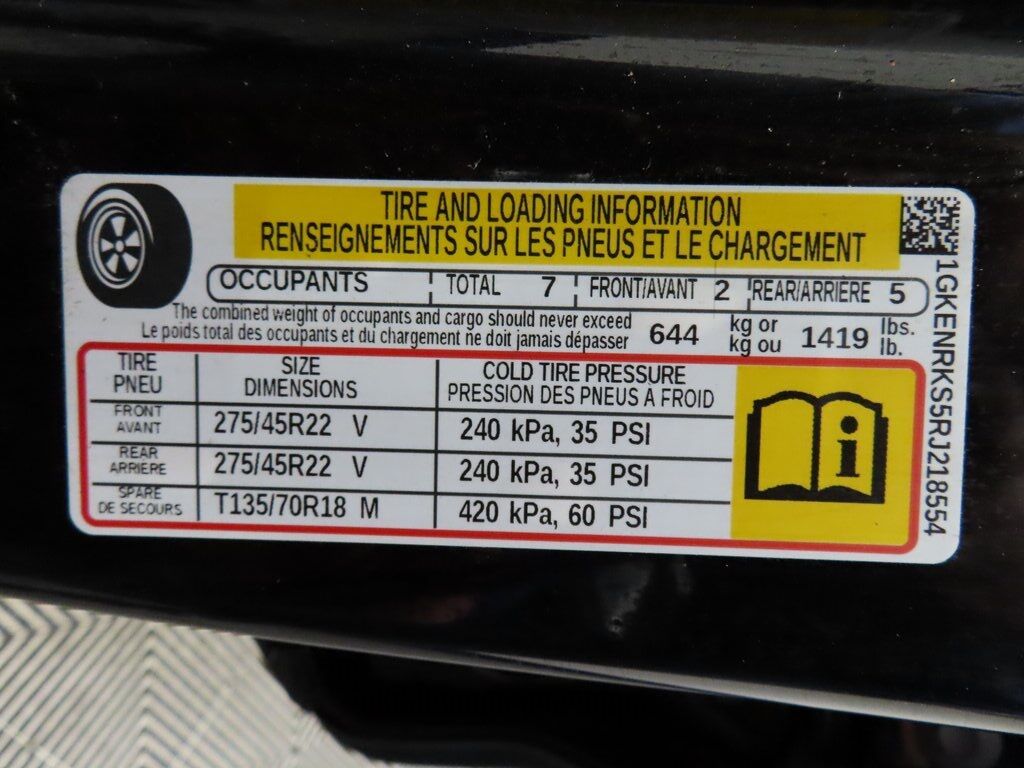 TIRE AND LOADING INFORMATION
RENSEIGNEMENTS SUR LES PNEUS ET LE CHARGEMENT
OCCUPANTS TOTAL 7 FRONT/AVANT 2 REAR/ARRIÈRE 5
The combined weight of occupants and cargo should never exceed 644 kg or 1419 lbs.
Le poids total des occupants et du chargement ne doit jamais dépasser kg ou lb.
TIRE SIZE COLD TIRE PRESSURE
PNEU DIMENSIONS PRESSION DES PNEUS A FROID
FRONT
AVANT 275/45R22 V 240 kPa, 35 PSI
REAR
ARRIERE 275/45R22 V 240 kPa, 35 PSI
SPARE
DE SECOURS T135/70R18 M 420 kPa, 60 PSI
i
1GKENRKS5RJ218554